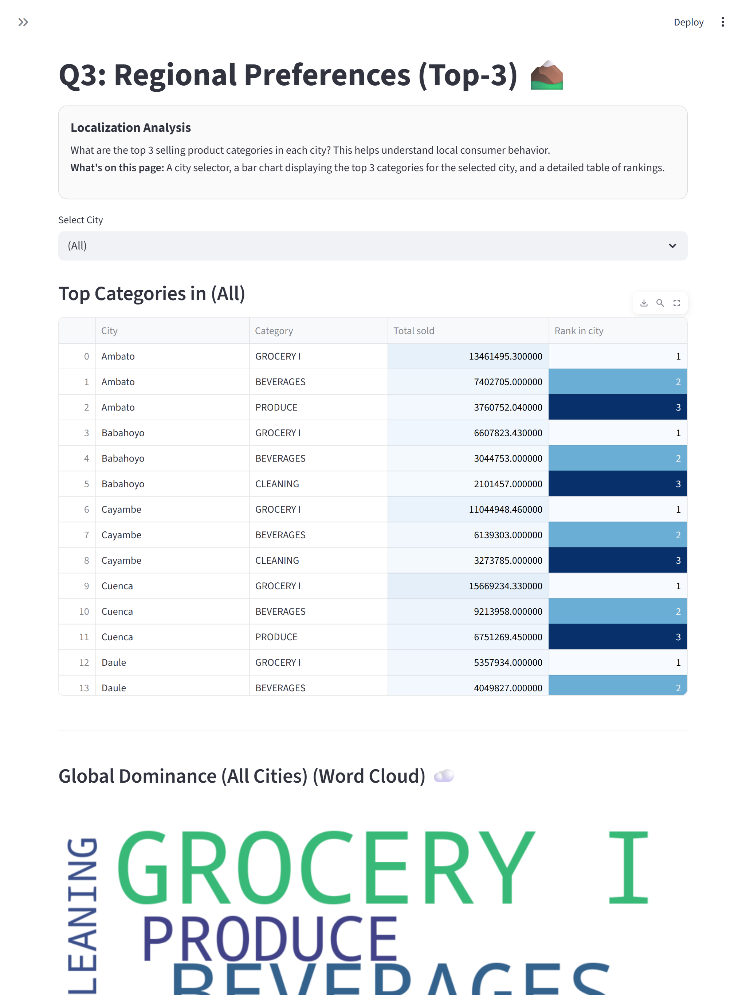 Deploy
Q3: Regional Preferences (Top-3)
Localization Analysis
What are the top 3 selling product categories in each city? This helps understand local consumer behavior.
What's on this page: A city selector, a bar chart displaying the top 3 categories for the selected city, and a detailed table of rankings.
Select City
(All)
Top Categories in (All)
City Category Total sold Rank in city
0 Ambato GROCERY I 13461495.300000 1
1 Ambato BEVERAGES 7402705.000000 2
2 Ambato PRODUCE 3760752.040000 3
3 Babahoyo GROCERY I 6607823.430000 1
4 Babahoyo BEVERAGES 3044753.000000 2
5 Babahoyo CLEANING 2101457.000000 3
6 Cayambe GROCERY I 11044948.460000 1
7 Cayambe BEVERAGES 6139303.000000 2
8 Cayambe CLEANING 3273785.000000 3
9 Cuenca GROCERY I 15669234.330000 1
10 Cuenca BEVERAGES 9213958.000000 2
11 Cuenca PRODUCE 6751269.450000 3
12 Daule GROCERY I 5357934.000000 1
13 Daule BEVERAGES 4049827.000000 2
Global Dominance (All Cities) (Word Cloud)
LEANING
GROCERY I
PRODUCE
BEVERAGES